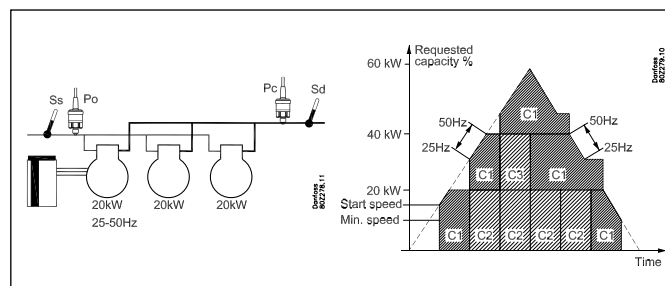 Ss
Po
Pc
Sd
20kW
20kW
20kW
25-50Hz
Danfoss
80Z278.11
Requested
capacity %
60 kW
40 kW
20 kW
Start speed
Min. speed
50Hz
25Hz
50Hz
25Hz
C1
C1
C3
C1
C1
C2
C2
C2
C2
C1
Time
Danfoss
80Z279.10